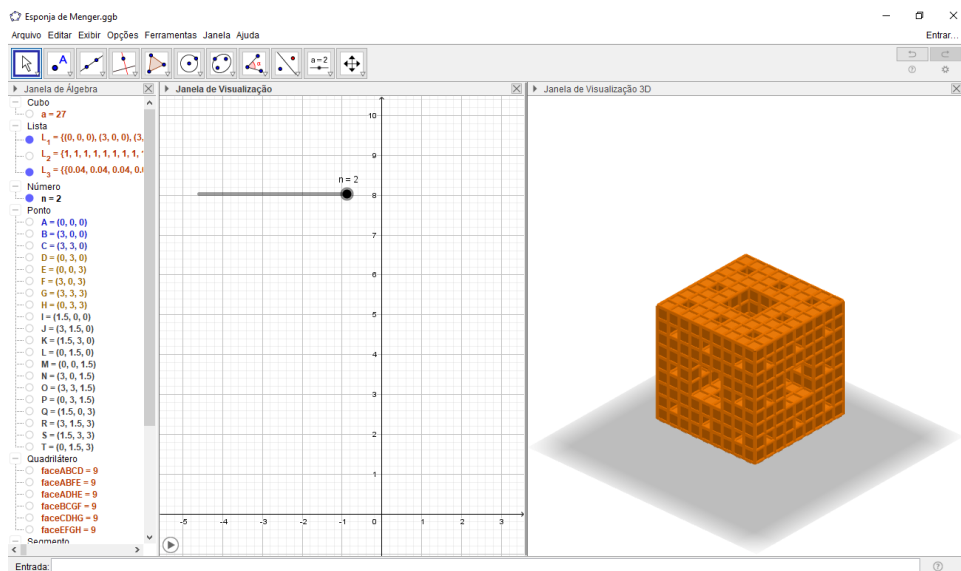 Esponja de Menger.ggb
Arquivo Editar Exibir Opções Ferramentas Janela Ajuda
Entrar...
A
α
a=2
Janela de Álgebra
Cubo
a = 27
Lista
L1 = {(0, 0, 0), (3, 0, 0), (3,
L2 = {1, 1, 1, 1, 1, 1, 1, 1,
L3 = {{0.04, 0.04, 0.04, 0.0
Número
n = 2
Ponto
A = (0, 0, 0)
B = (3, 0, 0)
C = (3, 3, 0)
D = (0, 3, 0)
E = (0, 0, 3)
F = (3, 0, 3)
G = (3, 3, 3)
H = (0, 3, 3)
I = (1.5, 0, 0)
J = (3, 1.5, 0)
K = (1.5, 3, 0)
L = (0, 1.5, 0)
M = (0, 0, 1.5)
N = (3, 0, 1.5)
O = (3, 3, 1.5)
P = (0, 3, 1.5)
Q = (1.5, 0, 3)
R = (3, 1.5, 3)
S = (1.5, 3, 3)
T = (0, 1.5, 3)
Quadrilátero
faceABCD = 9
faceABFE = 9
faceADHE = 9
faceBCGF = 9
faceCDHG = 9
faceEFGH = 9
Segmento
Janela de Visualização
n = 2
10
9
8
7
6
5
4
3
2
1
-5 -4 -3 -2 -1 0 1 2 3
Janela de Visualização 3D
Entrada: